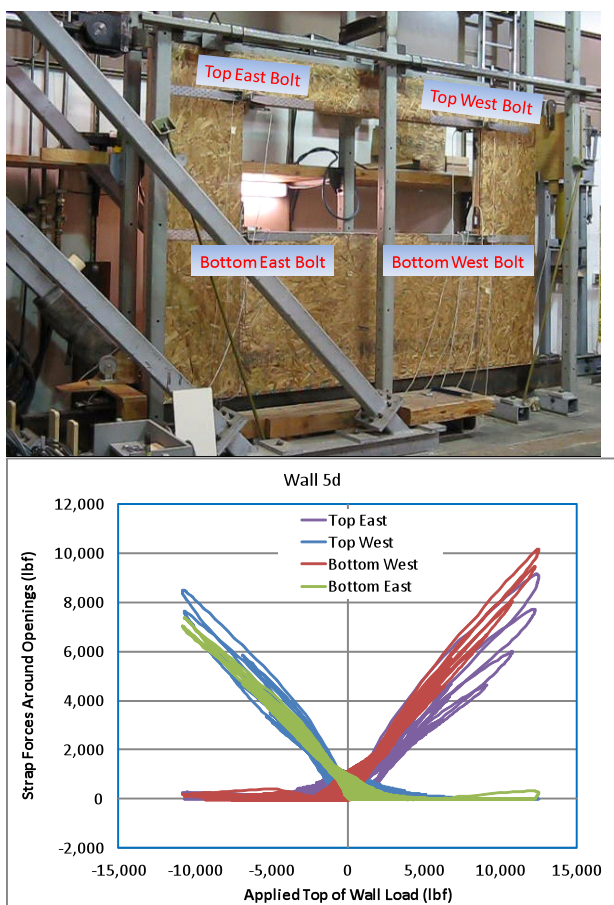 Top East Bolt
Top West Bolt
Bottom East Bolt
Bottom West Bolt
Wall 5d
12,000
10,000
8,000
6,000
4,000
2,000
0
-2,000
Strap Forces Around Openings (lbf)
Top East
Top West
Bottom West
Bottom East
-15,000 -10,000 -5,000 0 5,000 10,000 15,000
Applied Top of Wall Load (lbf)